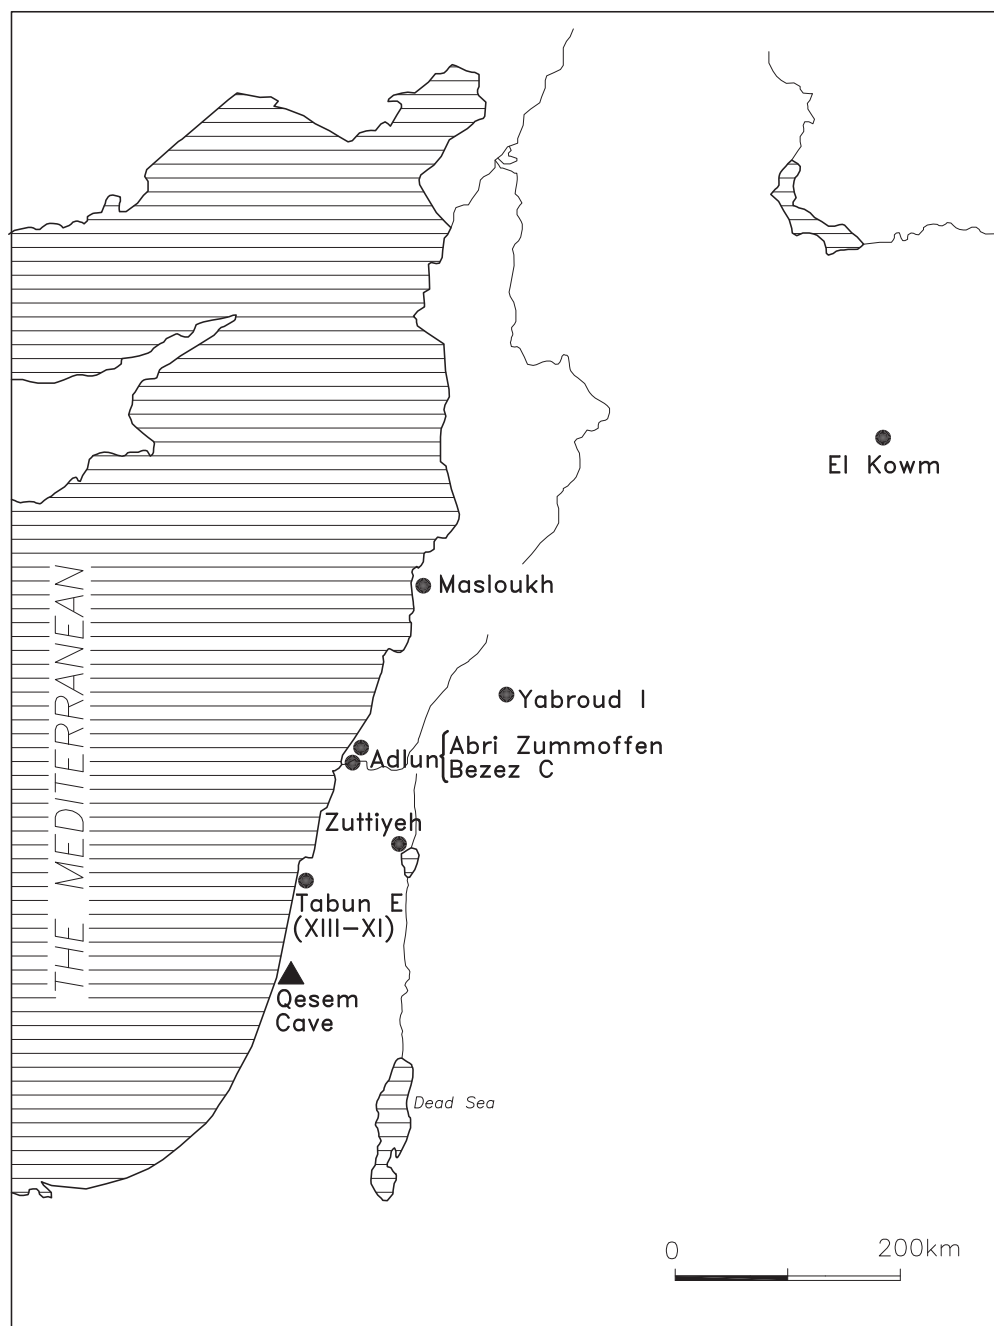 El Kowm
THE MEDITERRANEAN
Masloukh
Yabroud I
Adlun
Abri Zummoffen
Bezez C
Zuttiyeh
Tabun E
(XIII-XI)
Qesem
Cave
Dead Sea
0 200km